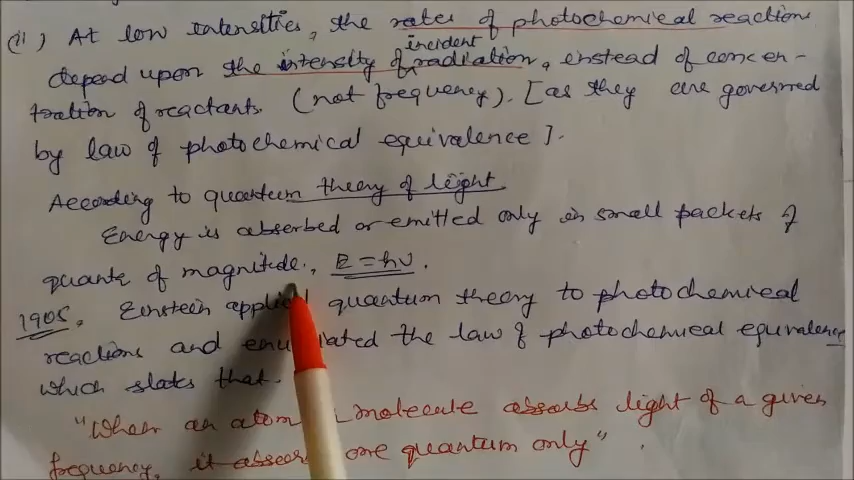 (ii) At low intensities, the rates of photochemical reactions
depend upon the intensity of incident radiation, instead of concen-
tration of reactants. (not frequency). [as they are governed
by law of photochemical equivalence].
According to quantum theory of light.
Energy is absorbed or emitted only in small packets of
quanta of magnitude, E = hν.
1905, Einstein applied quantum theory to photochemical
reactions and the law of photochemical equivalence
which states that.
"When an atom molecule absorbs light of a given
frequency, it one quantum only".